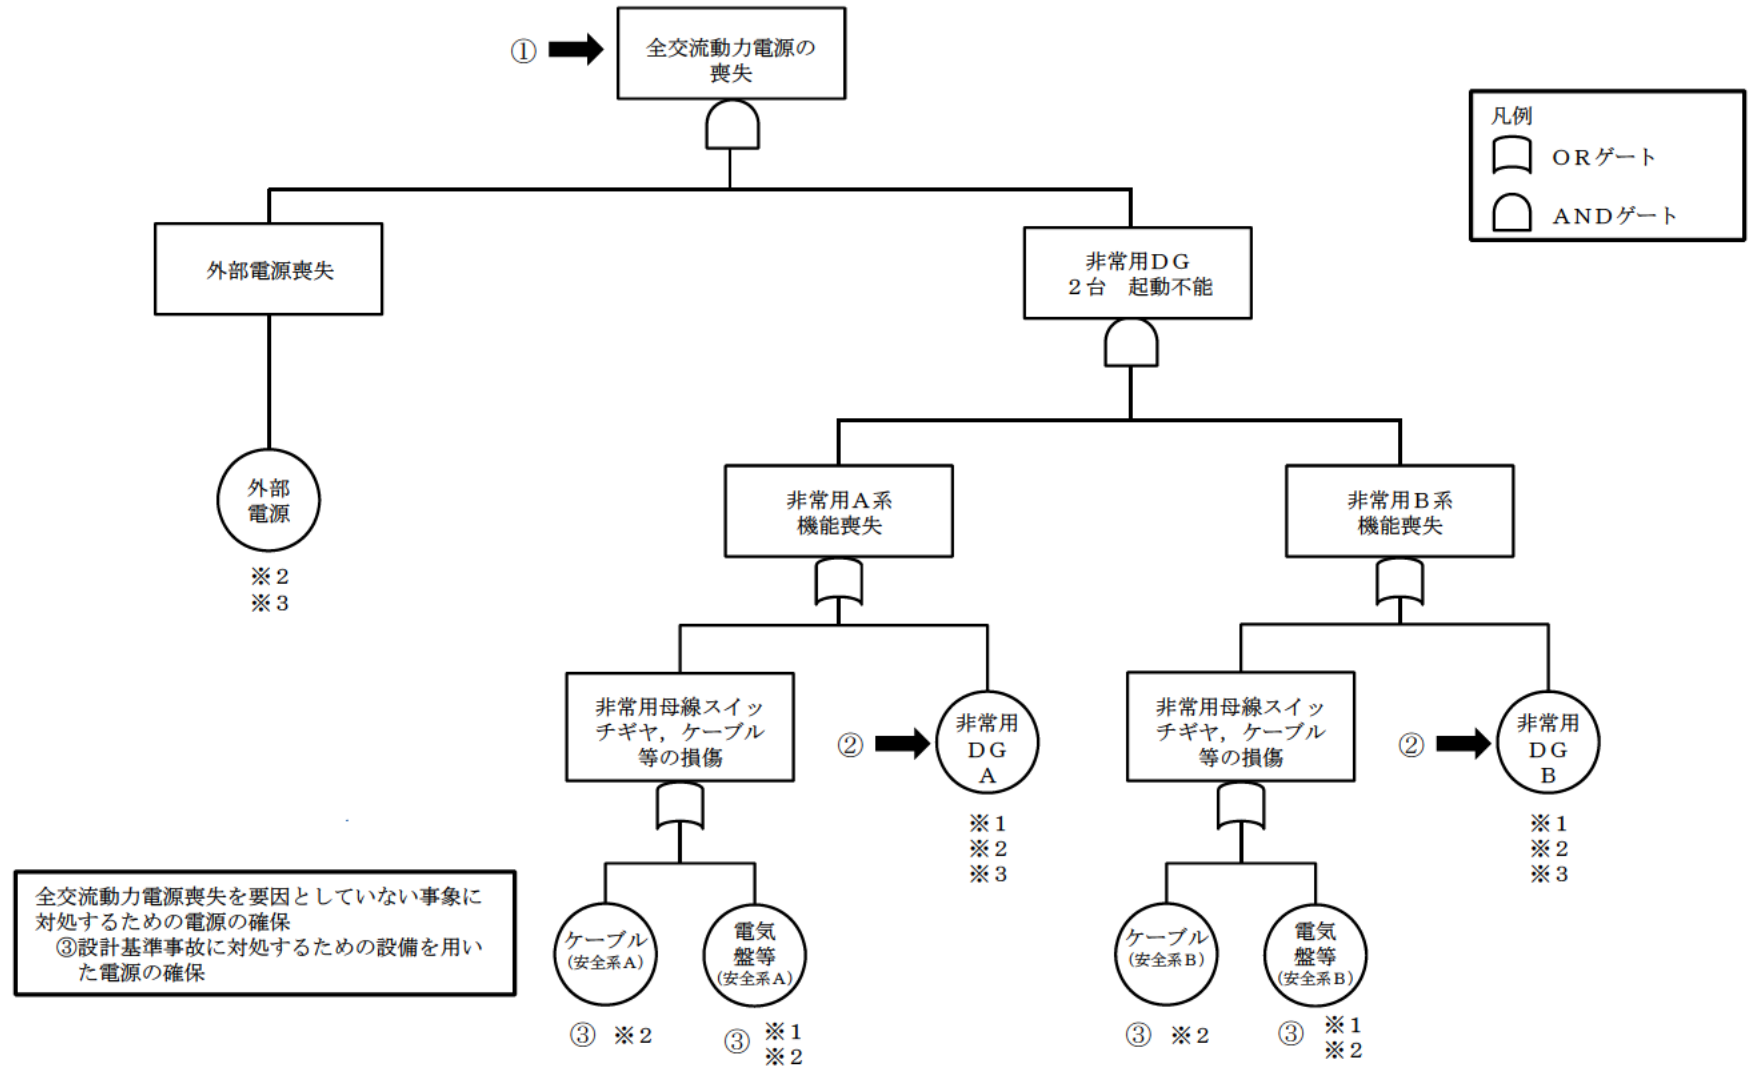 ①
全交流動力電源の
喪失
凡例
ORゲート
ANDゲート
外部電源喪失
非常用DG
2台　起動不能
外部
電源
※2
※3
非常用A系
機能喪失
非常用B系
機能喪失
非常用母線スイッ
チギヤ，ケーブル
等の損傷
②
非常用
DG
A
※1
※2
※3
非常用母線スイッ
チギヤ，ケーブル
等の損傷
②
非常用
DG
B
※1
※2
※3
全交流動力電源喪失を要因としていない事象に
対処するための電源の確保
③設計基準事故に対処するための設備を用い
た電源の確保
ケーブル
(安全系A)
③ ※2
電気
盤等
(安全系A)
③ ※1
※2
ケーブル
(安全系B)
③ ※2
電気
盤等
(安全系B)
③ ※1
※2